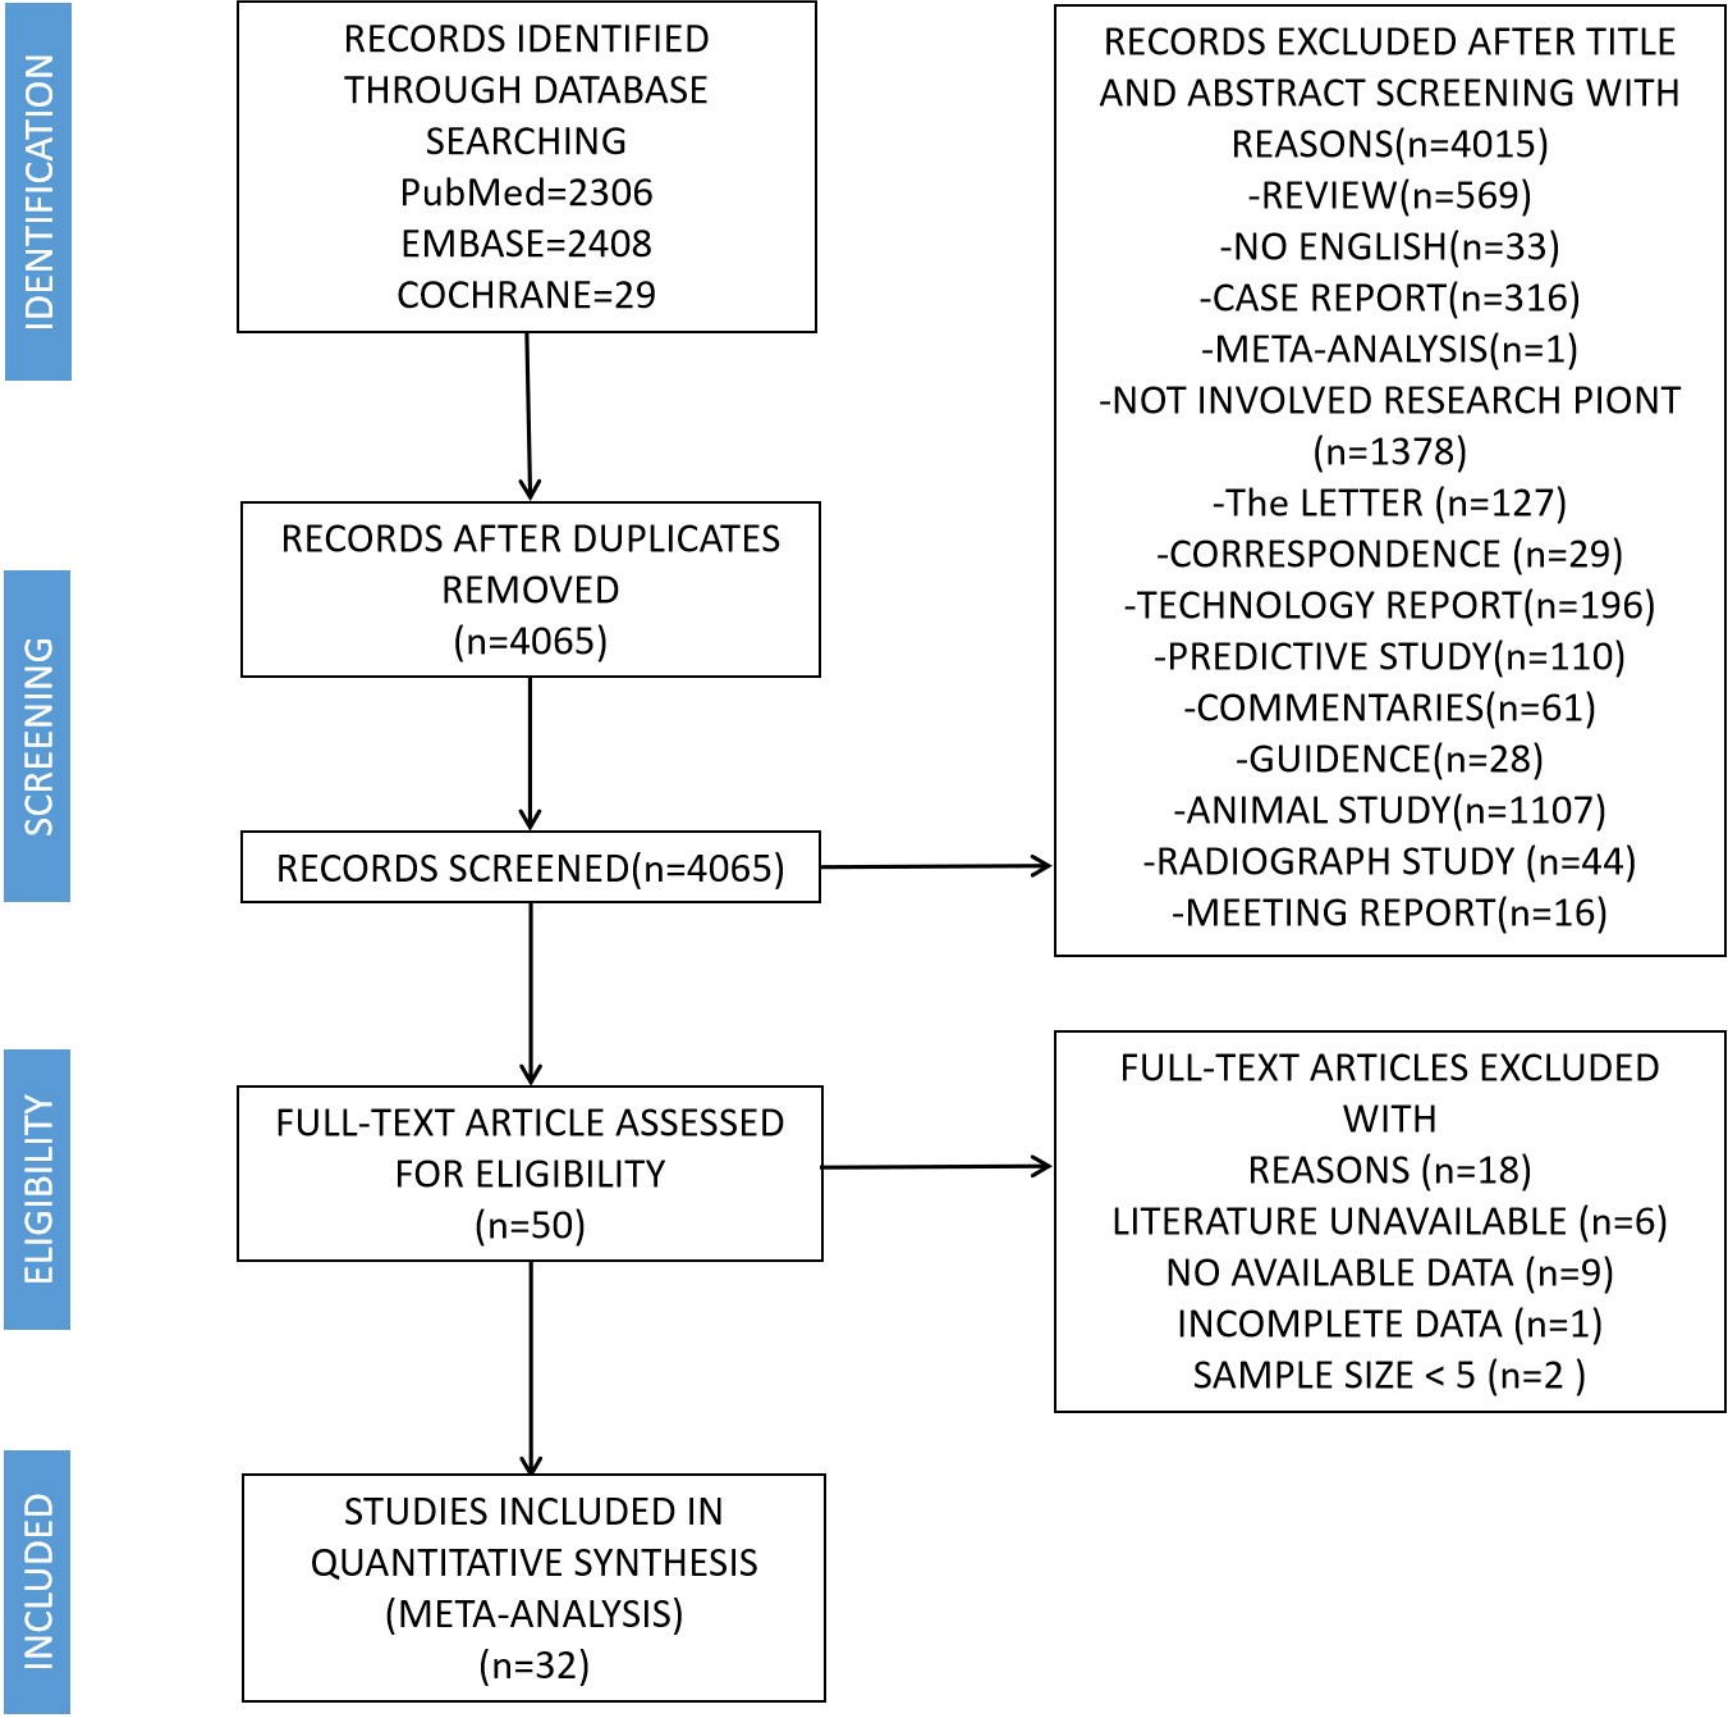 IDENTIFICATION
RECORDS IDENTIFIED
THROUGH DATABASE
SEARCHING
PubMed=2306
EMBASE=2408
COCHRANE=29
RECORDS EXCLUDED AFTER TITLE
AND ABSTRACT SCREENING WITH
REASONS(n=4015)
-REVIEW(n=569)
-NO ENGLISH(n=33)
-CASE REPORT(n=316)
-META-ANALYSIS(n=1)
-NOT INVOLVED RESEARCH PIONT
(n=1378)
-The LETTER (n=127)
-CORRESPONDENCE (n=29)
-TECHNOLOGY REPORT(n=196)
-PREDICTIVE STUDY(n=110)
-COMMENTARIES(n=61)
-GUIDENCE(n=28)
-ANIMAL STUDY(n=1107)
-RADIOGRAPH STUDY (n=44)
-MEETING REPORT(n=16)
SCREENING
RECORDS AFTER DUPLICATES
REMOVED
(n=4065)
RECORDS SCREENED(n=4065)
ELIGIBILITY
FULL-TEXT ARTICLE ASSESSED
FOR ELIGIBILITY
(n=50)
FULL-TEXT ARTICLES EXCLUDED
WITH
REASONS (n=18)
LITERATURE UNAVAILABLE (n=6)
NO AVAILABLE DATA (n=9)
INCOMPLETE DATA (n=1)
SAMPLE SIZE < 5 (n=2 )
INCLUDED
STUDIES INCLUDED IN
QUANTITATIVE SYNTHESIS
(META-ANALYSIS)
(n=32)